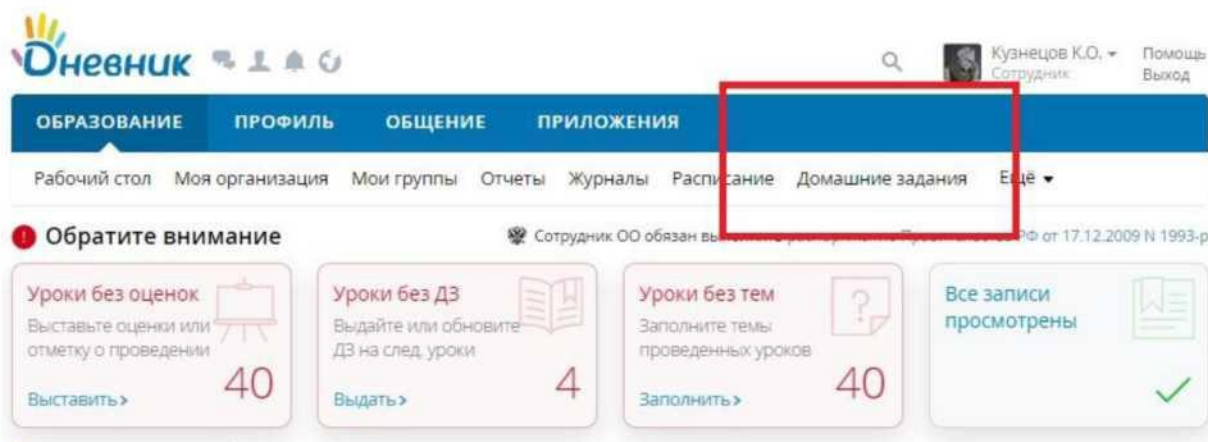 Дневник
Кузнецов К.О.
Сотрудник
Помощь
Выход
ОБРАЗОВАНИЕ ПРОФИЛЬ ОБЩЕНИЕ ПРИЛОЖЕНИЯ
Рабочий стол Моя организация Мои группы Отчеты Журналы Расписание Домашние задания Ещё
Обратите внимание
Сотрудник ОО обязан РФ от 17.12.2009 N 1993-р
Уроки без оценок
Выставьте оценки или
отметку о проведении
40
Выставить>
Уроки без ДЗ
Выдайте или обновите
ДЗ на след. уроки
4
Выдать>
Уроки без тем
Заполните темы
проведенных уроков
40
Заполнить>
Все записи
просмотрены